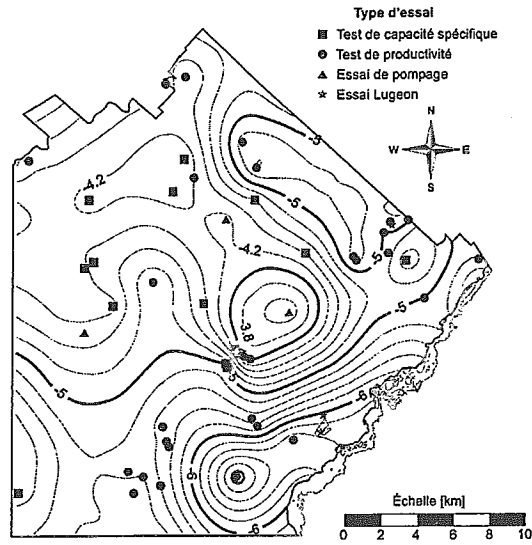 Type d'essai
Test de capacité spécifique
Test de productivité
Essai de pompage
Essai Lugeon
N
W
E
S
-5
-4.2
-5
-4.2
-5
-3.8
-5
-5
-6
-6
Échelle [km]
0 2 4 6 8 10